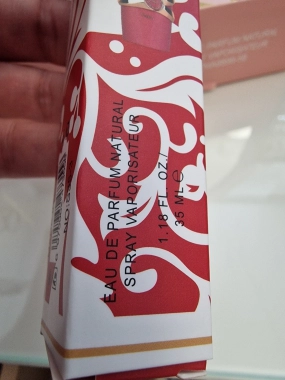 EAU DE PARFUM NATURAL
SPRAY VAPORISATEUR
1.18 FL. OZ./
35 ML ℮